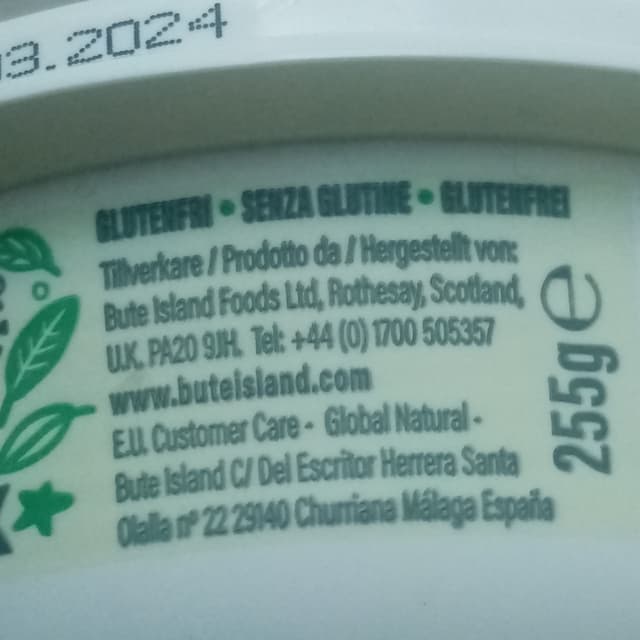 03.2024
GLUTENFRI • SENZA GLUTINE • GLUTENFREI
Tillverkare / Prodotto da / Hergestellt von:
Bute Island Foods Ltd, Rothesay, Scotland,
U.K. PA20 9JH. Tel: +44 (0) 1700 505357
www.buteisland.com
E.U. Customer Care - Global Natural -
Bute Island C/ Del Escritor Herrera Santa
Olalla nº 22 29140 Churriana Málaga España
255g e